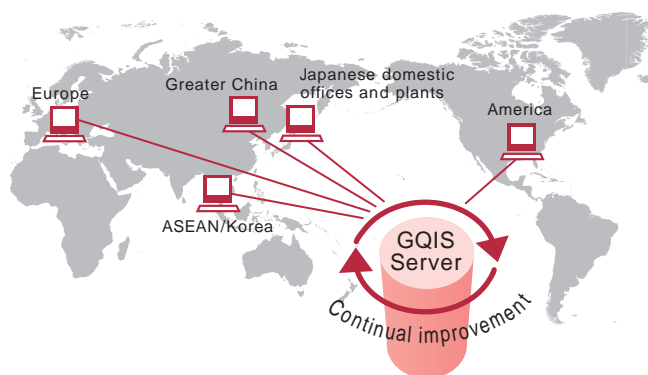 Europe
Greater China
Japanese domestic
offices and plants
America
ASEAN/Korea
GQIS
Server
Continual improvement